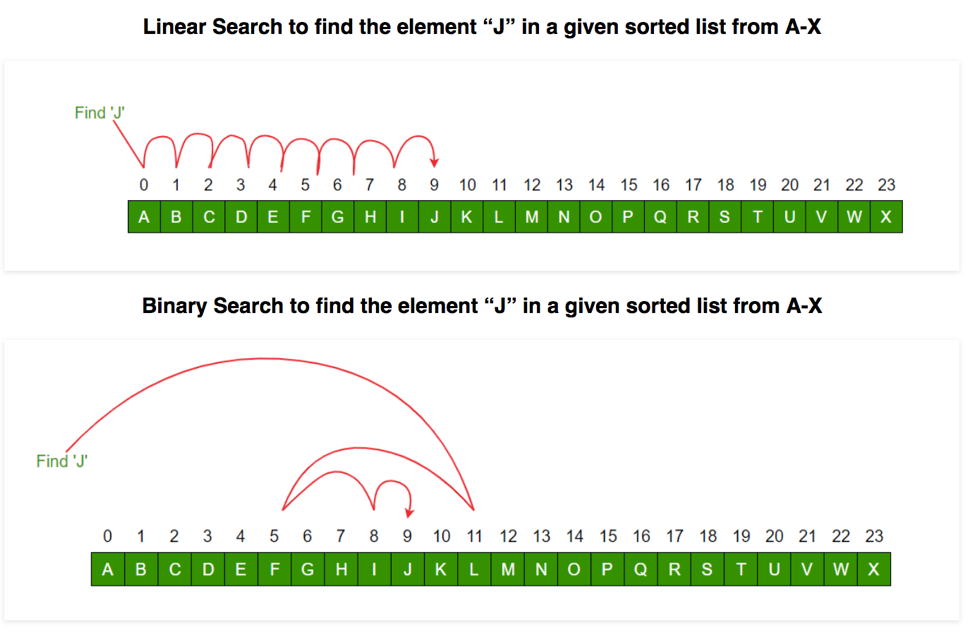 Linear Search to find the element “J” in a given sorted list from A-X
Find 'J'
0 1 2 3 4 5 6 7 8 9 10 11 12 13 14 15 16 17 18 19 20 21 22 23
A B C D E F G H I J K L M N O P Q R S T U V W X
Binary Search to find the element “J” in a given sorted list from A-X
Find 'J'
0 1 2 3 4 5 6 7 8 9 10 11 12 13 14 15 16 17 18 19 20 21 22 23
A B C D E F G H I J K L M N O P Q R S T U V W X